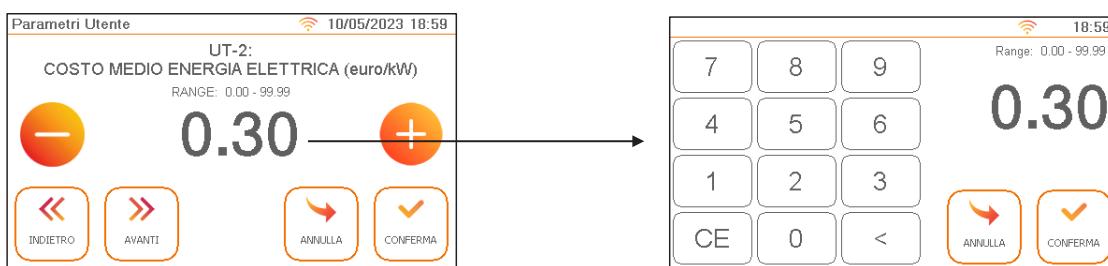 Parametri Utente 10/05/2023 18:59
UT-2:
COSTO MEDIO ENERGIA ELETTRICA (euro/kW)
RANGE: 0.00 - 99.99
0.30
INDIETRO AVANTI ANNULLA CONFERMA
18:59
7 8 9
Range: 0.00 - 99.99
0.30
4 5 6
1 2 3
CE 0 <
ANNULLA CONFERMA